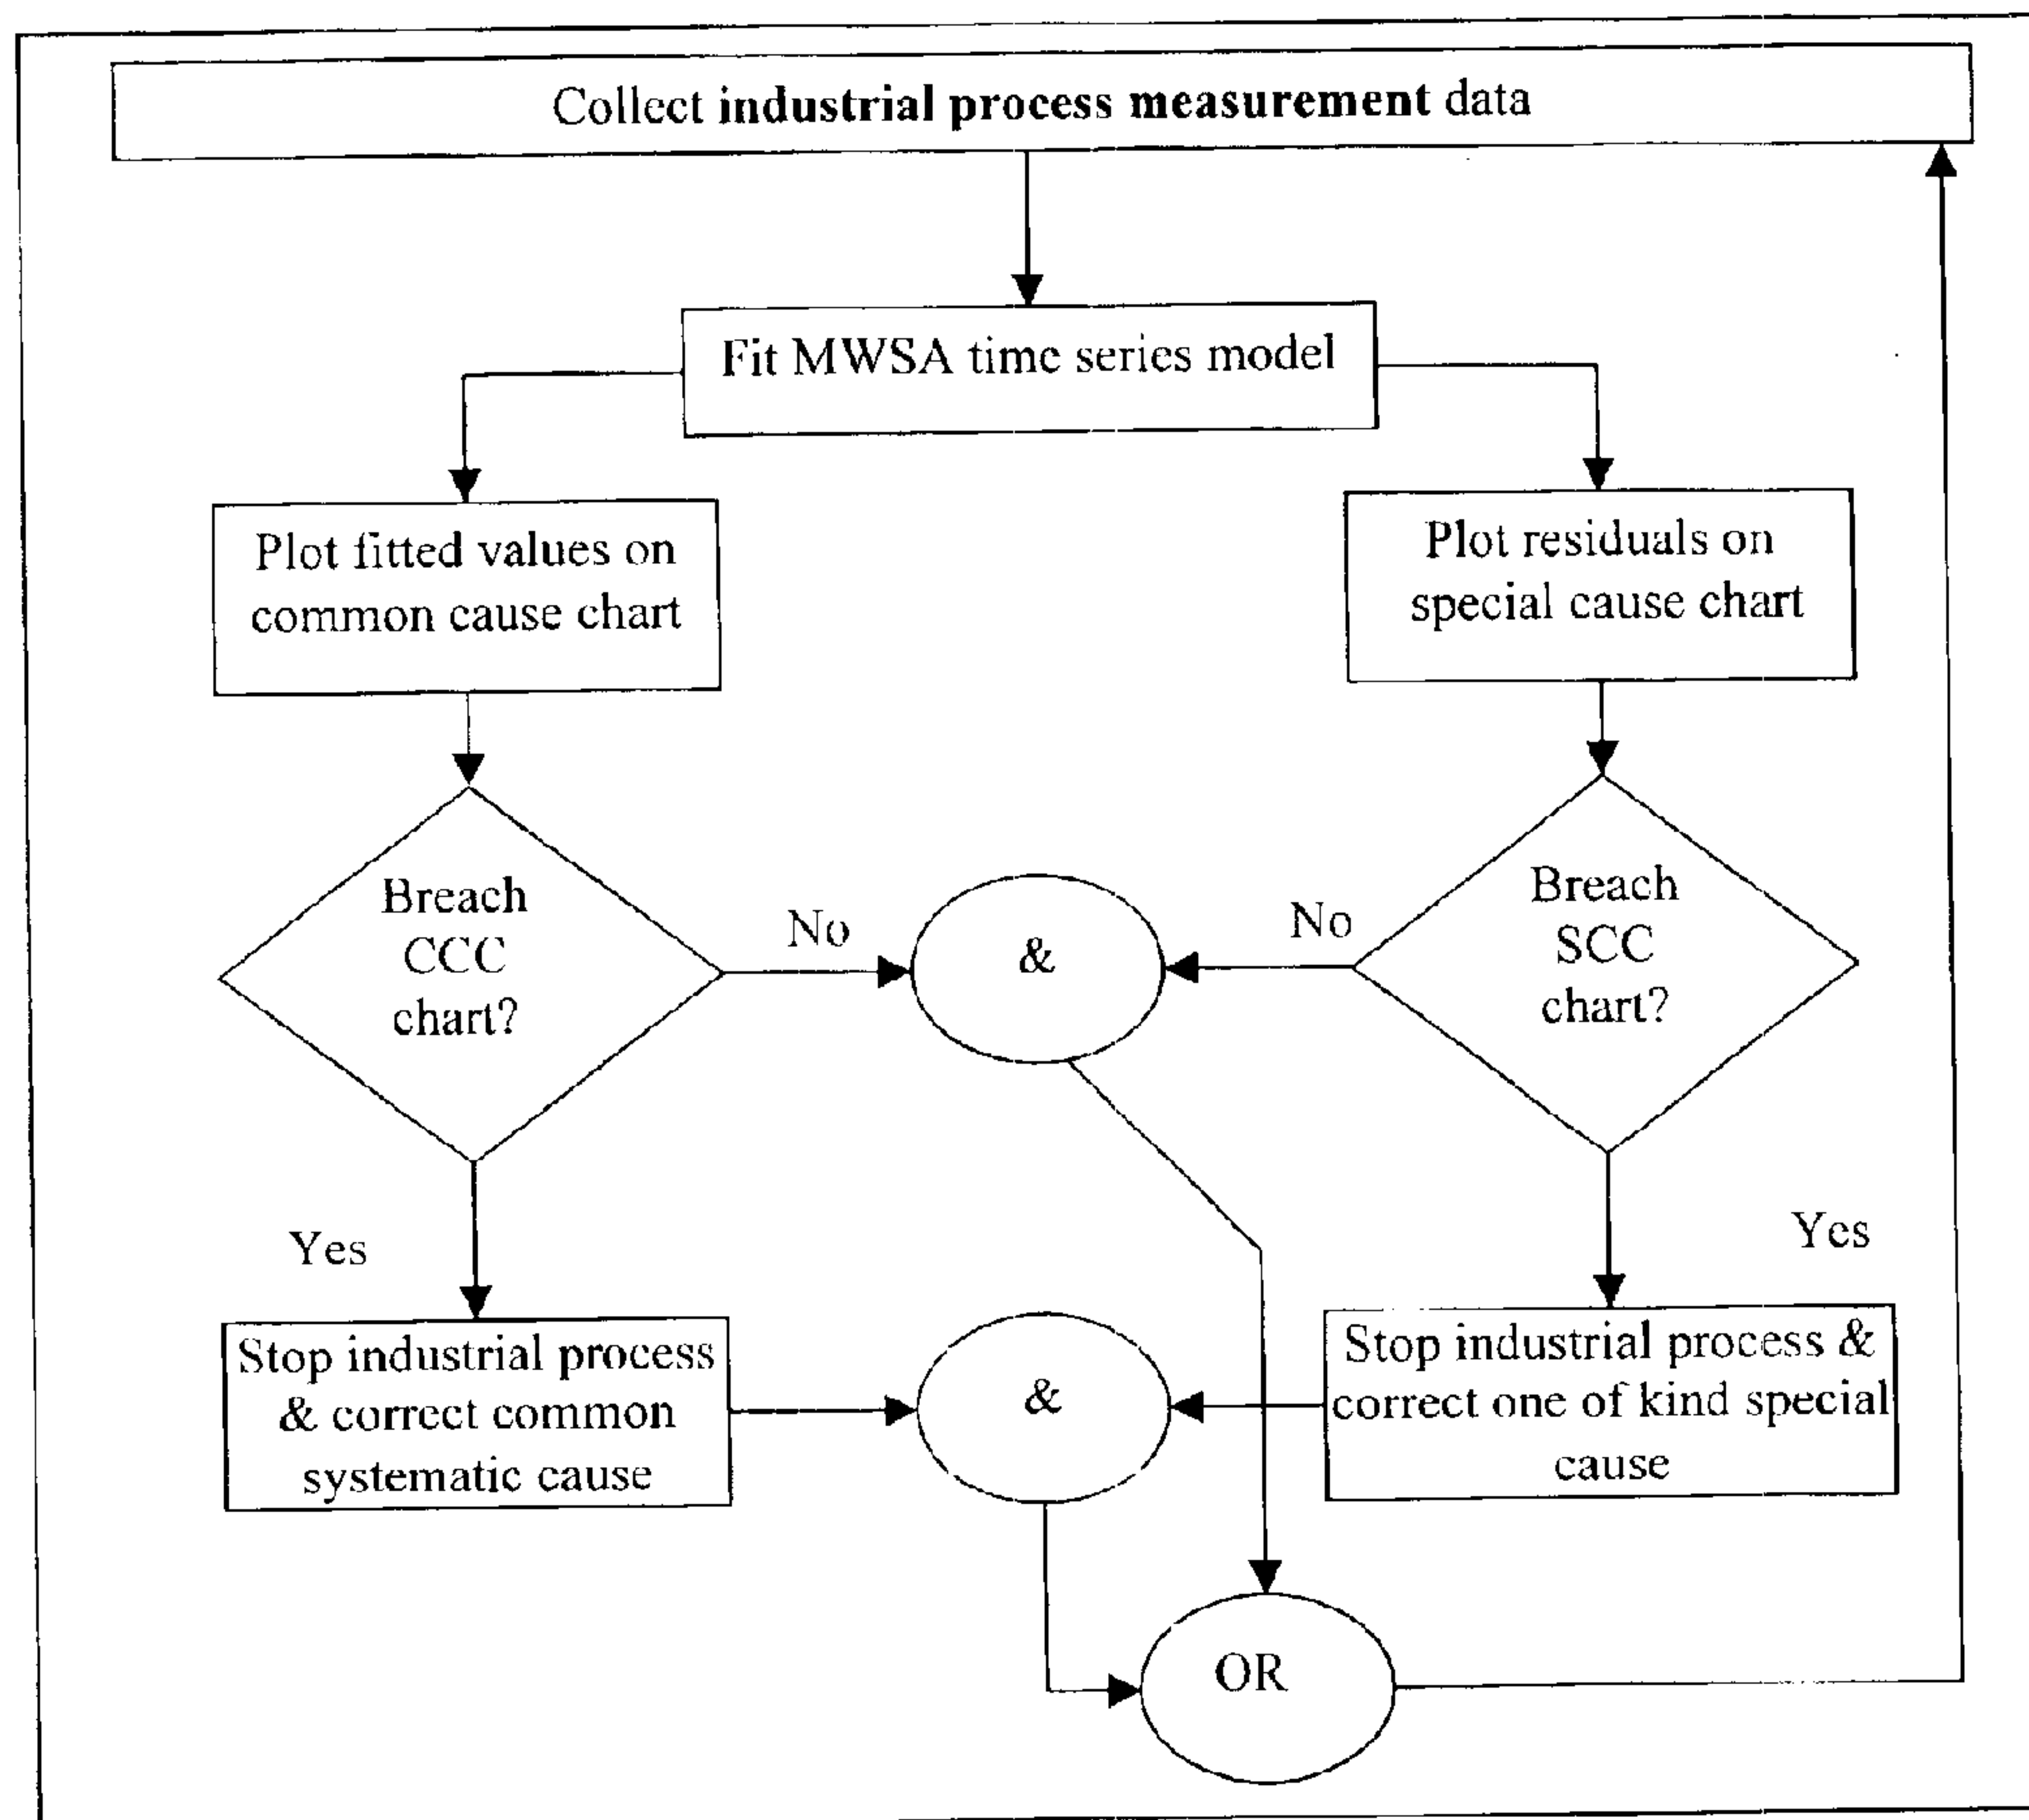 Collect industrial process measurement data
Fit MWSA time series model
Plot fitted values on
common cause chart
Plot residuals on
special cause chart
Breach
CCC
chart?
No
&
No
Breach
SCC
chart?
Yes
Yes
Stop industrial process
& correct common
systematic cause
&
Stop industrial process &
correct one of kind special
cause
OR